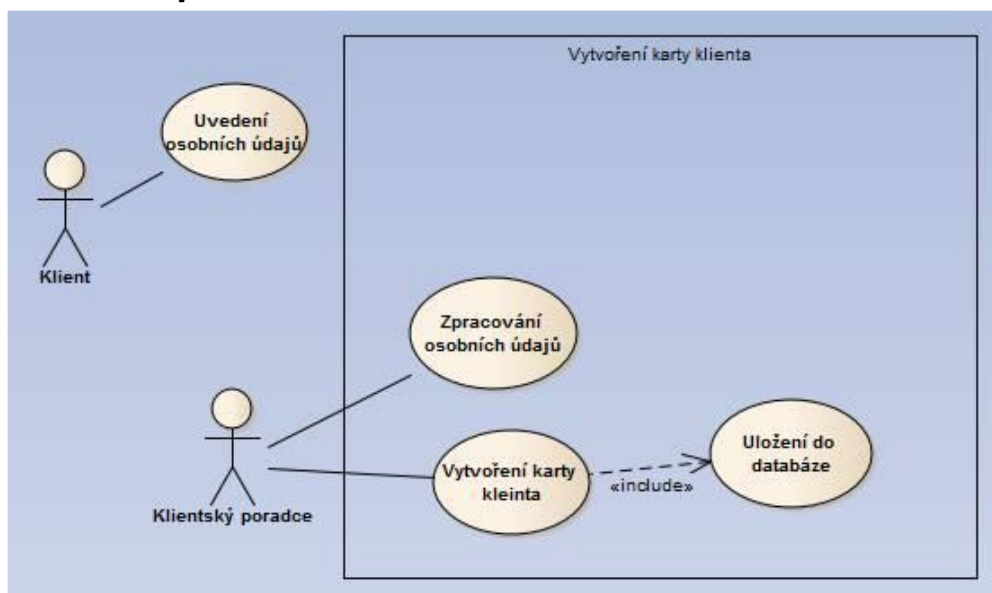 Vytvoření karty klienta
Uvedení
osobních údajů
Klient
Zpracování
osobních údajů
Klientský poradce
Vytvoření karty
kleinta
«include»
Uložení do
databáze